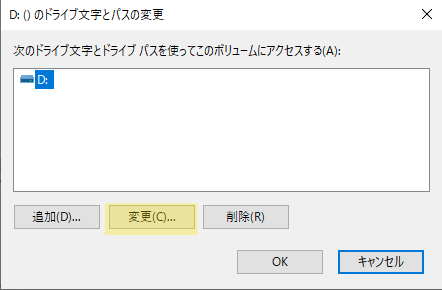 D: () のドライブ文字とパスの変更
次のドライブ文字とドライブ パスを使ってこのボリュームにアクセスする(A):
D:
追加(D)... 変更(C)... 削除(R)
OK キャンセル